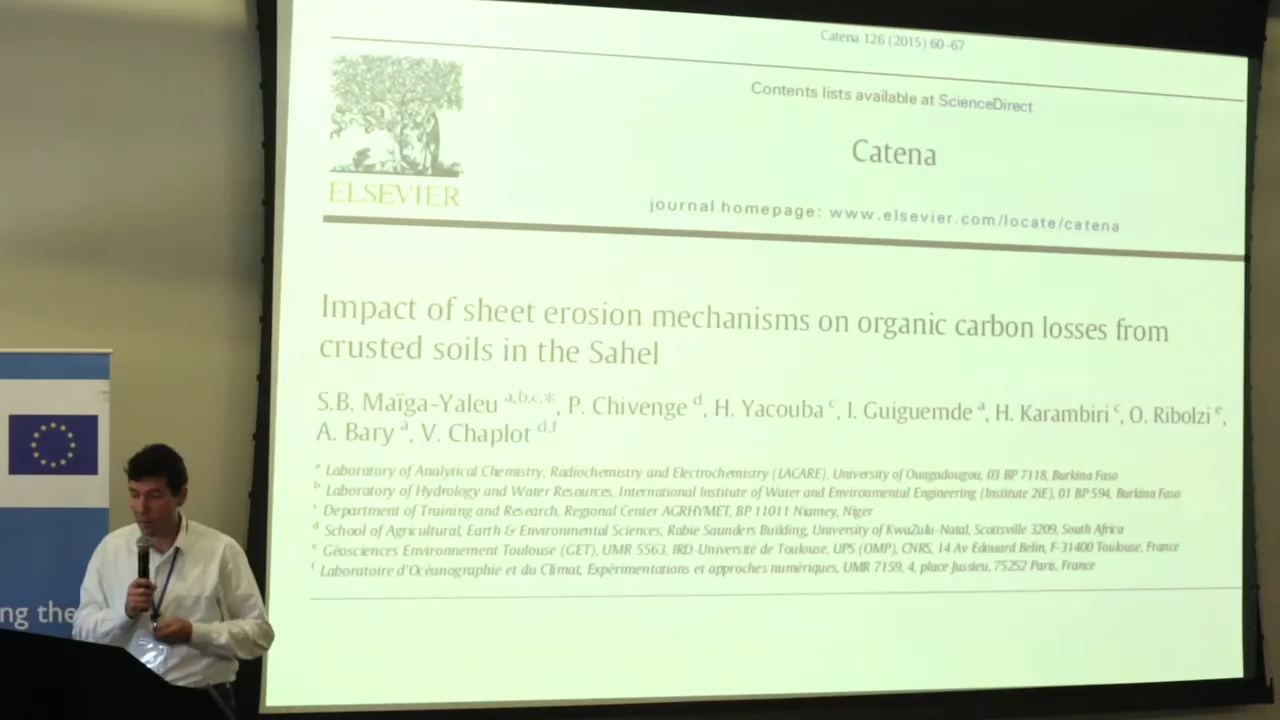 Catena 126 (2015) 60–67
Contents lists available at ScienceDirect
Catena
journal homepage: www.elsevier.com/locate/catena
ELSEVIER
Impact of sheet erosion mechanisms on organic carbon losses from
crusted soils in the Sahel
S.B. Maïga-Yaleu a,b,c,*, P. Chivenge d, H. Yacouba c, I. Guiguemde a, H. Karambiri c, O. Ribolzi e,
A. Bary a, V. Chaplot d,f
a Laboratory of Analytical Chemistry, Radiochemistry and Electrochemistry (LACARE), University of Ouagadougou, 03 BP 7118, Burkina Faso
b Laboratory of Hydrology and Water Resources, International Institute of Water and Environmental Engineering (Institute 2iE), 01 BP 594, Burkina Faso
c Department of Training and Research, Regional Center AGRHYMET, BP 11011 Niamey, Niger
d School of Agricultural, Earth & Environmental Sciences, Rabie Saunders Building, University of KwaZulu-Natal, Scottsville 3209, South Africa
e Géosciences Environnement Toulouse (GET), UMR 5563, IRD-Université de Toulouse, UPS (OMP), CNRS, 14 Av Edouard Belin, F-31400 Toulouse, France
f Laboratoire d'Océanographie et du Climat, Expérimentations et approches numériques, UMR 7159, 4, place Jussieu, 75252 Paris, France
ng the